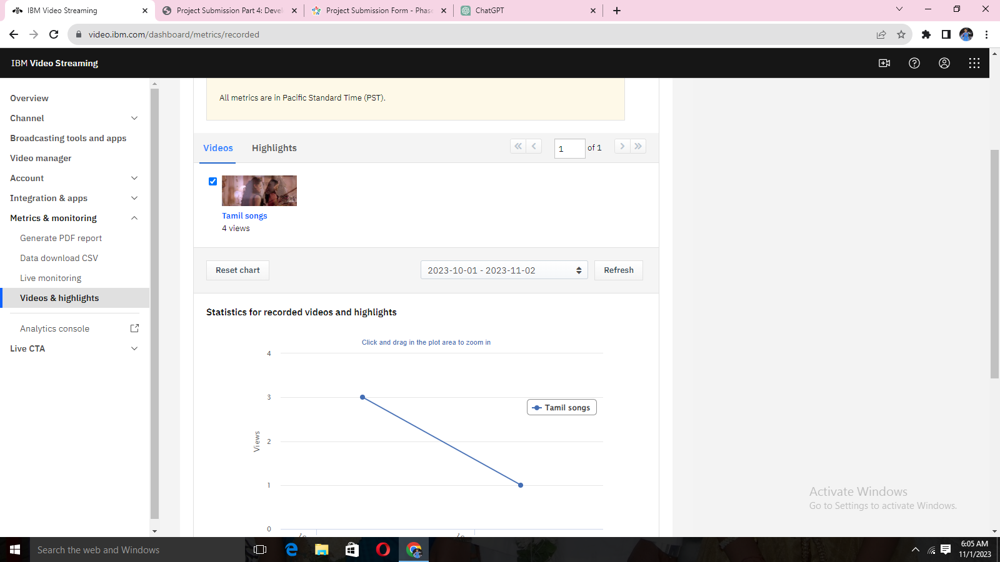 IBM Video Streaming
Project Submission Part 4: Devel
Project Submission Form - Phase
ChatGPT
video.ibm.com/dashboard/metrics/recorded
IBM Video Streaming
Overview
Channel
Broadcasting tools and apps
Video manager
Account
Integration & apps
Metrics & monitoring
Generate PDF report
Data download CSV
Live monitoring
Videos & highlights
Analytics console
Live CTA
All metrics are in Pacific Standard Time (PST).
Videos
Highlights
1
of 1
Tamil songs
4 views
Reset chart
2023-10-01 - 2023-11-02
Refresh
Statistics for recorded videos and highlights
Click and drag in the plot area to zoom in
4
3
2
1
0
Views
Tamil songs
Activate Windows
Go to Settings to activate Windows.
Search the web and Windows
6:05 AM
11/1/2023